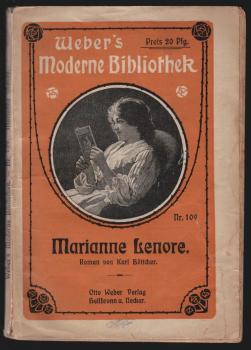 Weber's
Preis 20 Pfg.
Moderne Bibliothek
Nr. 109
Marianne Lenore.
Roman von Karl Böttcher.
Otto Weber Verlag
Heilbronn a. Neckar.